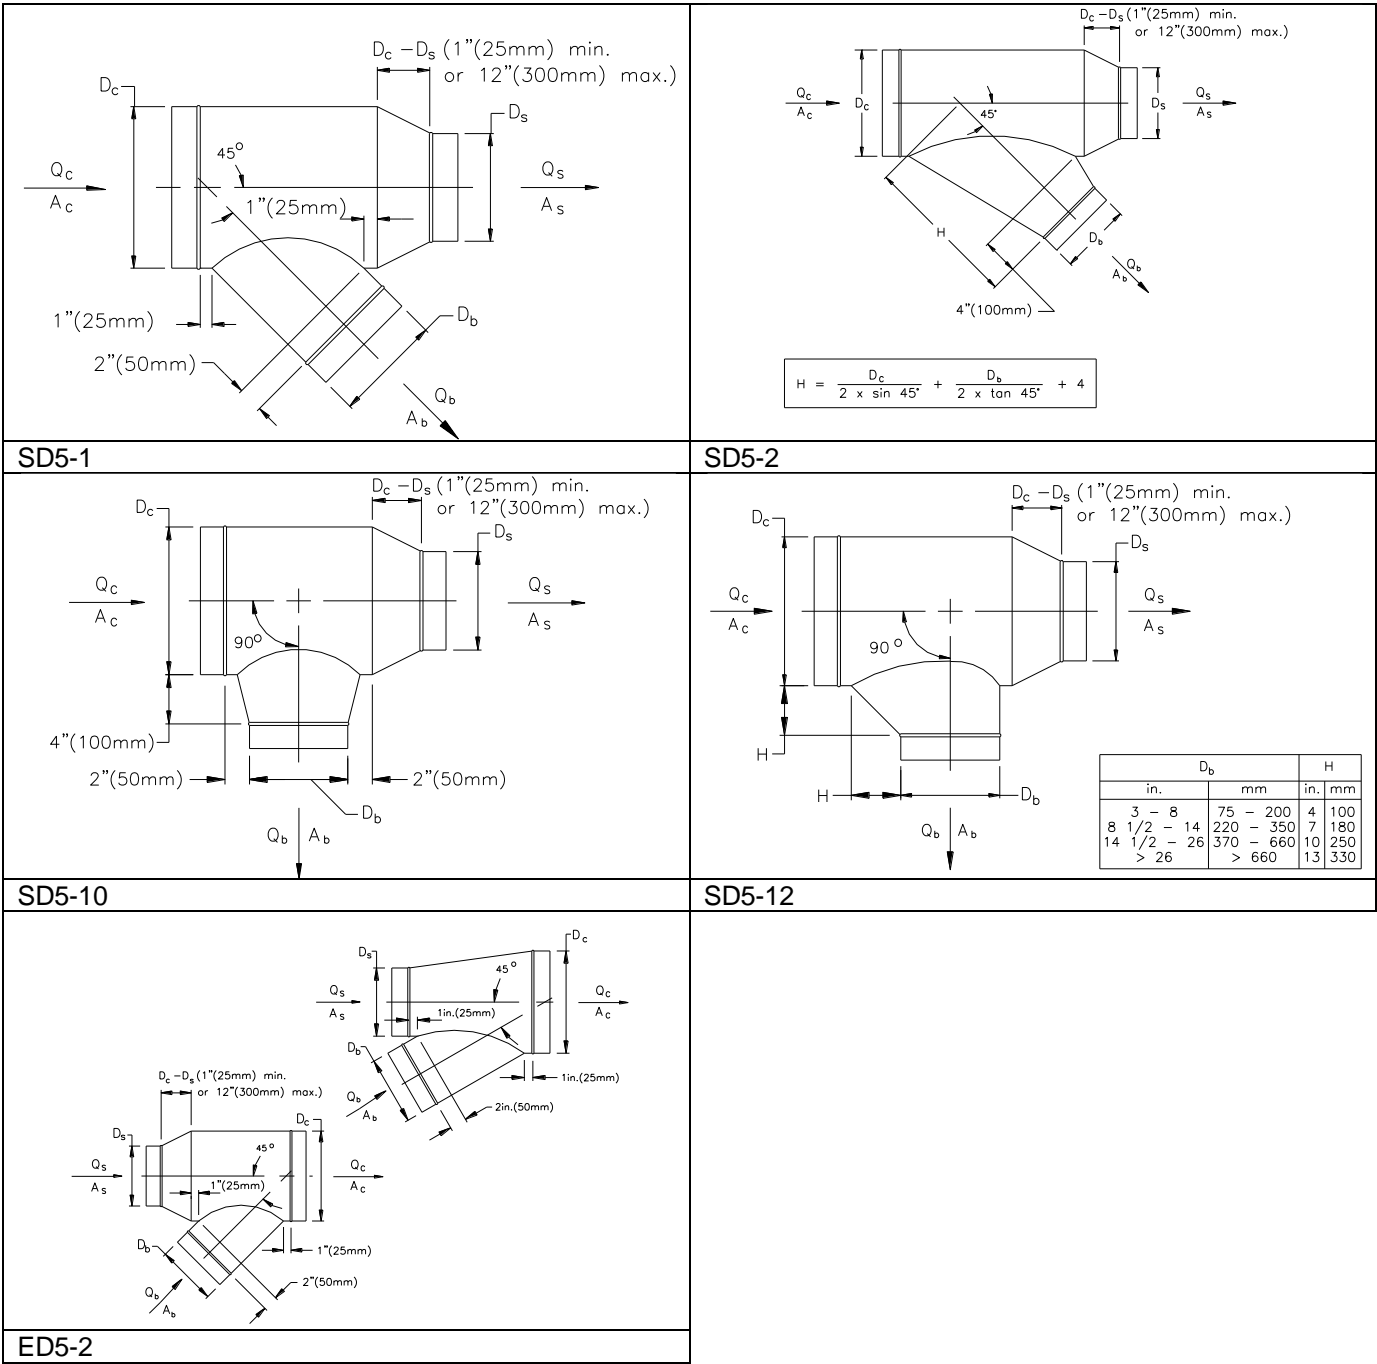 Dc –Ds (1"(25mm) min.
or 12"(300mm) max.)
Dc
Ds
45°
Qc
Ac
1"(25mm)
Qs
As
1"(25mm)
2"(50mm)
Db
Qb
Ab
SD5-1
Dc –Ds (1"(25mm) min.
or 12"(300mm) max.)
Qc
Ac
Dc
45°
Ds
Qs
As
H
Db
Qb
Ab
4"(100mm)
H = Dc / 2 x sin 45° + Db / 2 x tan 45° + 4
SD5-2
Dc –Ds (1"(25mm) min.
or 12"(300mm) max.)
Dc
Ds
Qc
Ac
Qs
As
90°
4"(100mm)
2"(50mm)
2"(50mm)
Db
Qb Ab
SD5-10
Dc –Ds (1"(25mm) min.
or 12"(300mm) max.)
Dc
Ds
Qc
Ac
Qs
As
90°
H
H
Db
Qb Ab
Db H
in. mm in. mm
3 – 8 75 – 200 4 100
8 1/2 – 14 220 – 350 7 180
14 1/2 – 26 370 – 660 10 250
> 26 > 660 13 330
SD5-12
Ds
Dc
45°
Qs
As
1in.(25mm)
Qc
Ac
Db
1in.(25mm)
Qb
Ab
2in.(50mm)
Dc –Ds (1"(25mm) min.
or 12"(300mm) max.)
Dc
Ds
45°
Qs
As
1"(25mm)
Qc
Ac
Db
1"(25mm)
2"(50mm)
Qb
Ab
ED5-2